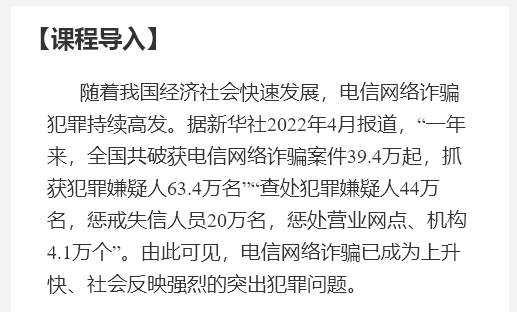 【课程导入】
随着我国经济社会快速发展，电信网络诈骗
犯罪持续高发。据新华社2022年4月报道，“一年
来，全国共破获电信网络诈骗案件39.4万起，抓
获犯罪嫌疑人63.4万名”“查处犯罪嫌疑人44万
名，惩戒失信人员20万名，惩处营业网点、机构
4.1万个”。由此可见，电信网络诈骗已成为上升
快、社会反映强烈的突出犯罪问题。